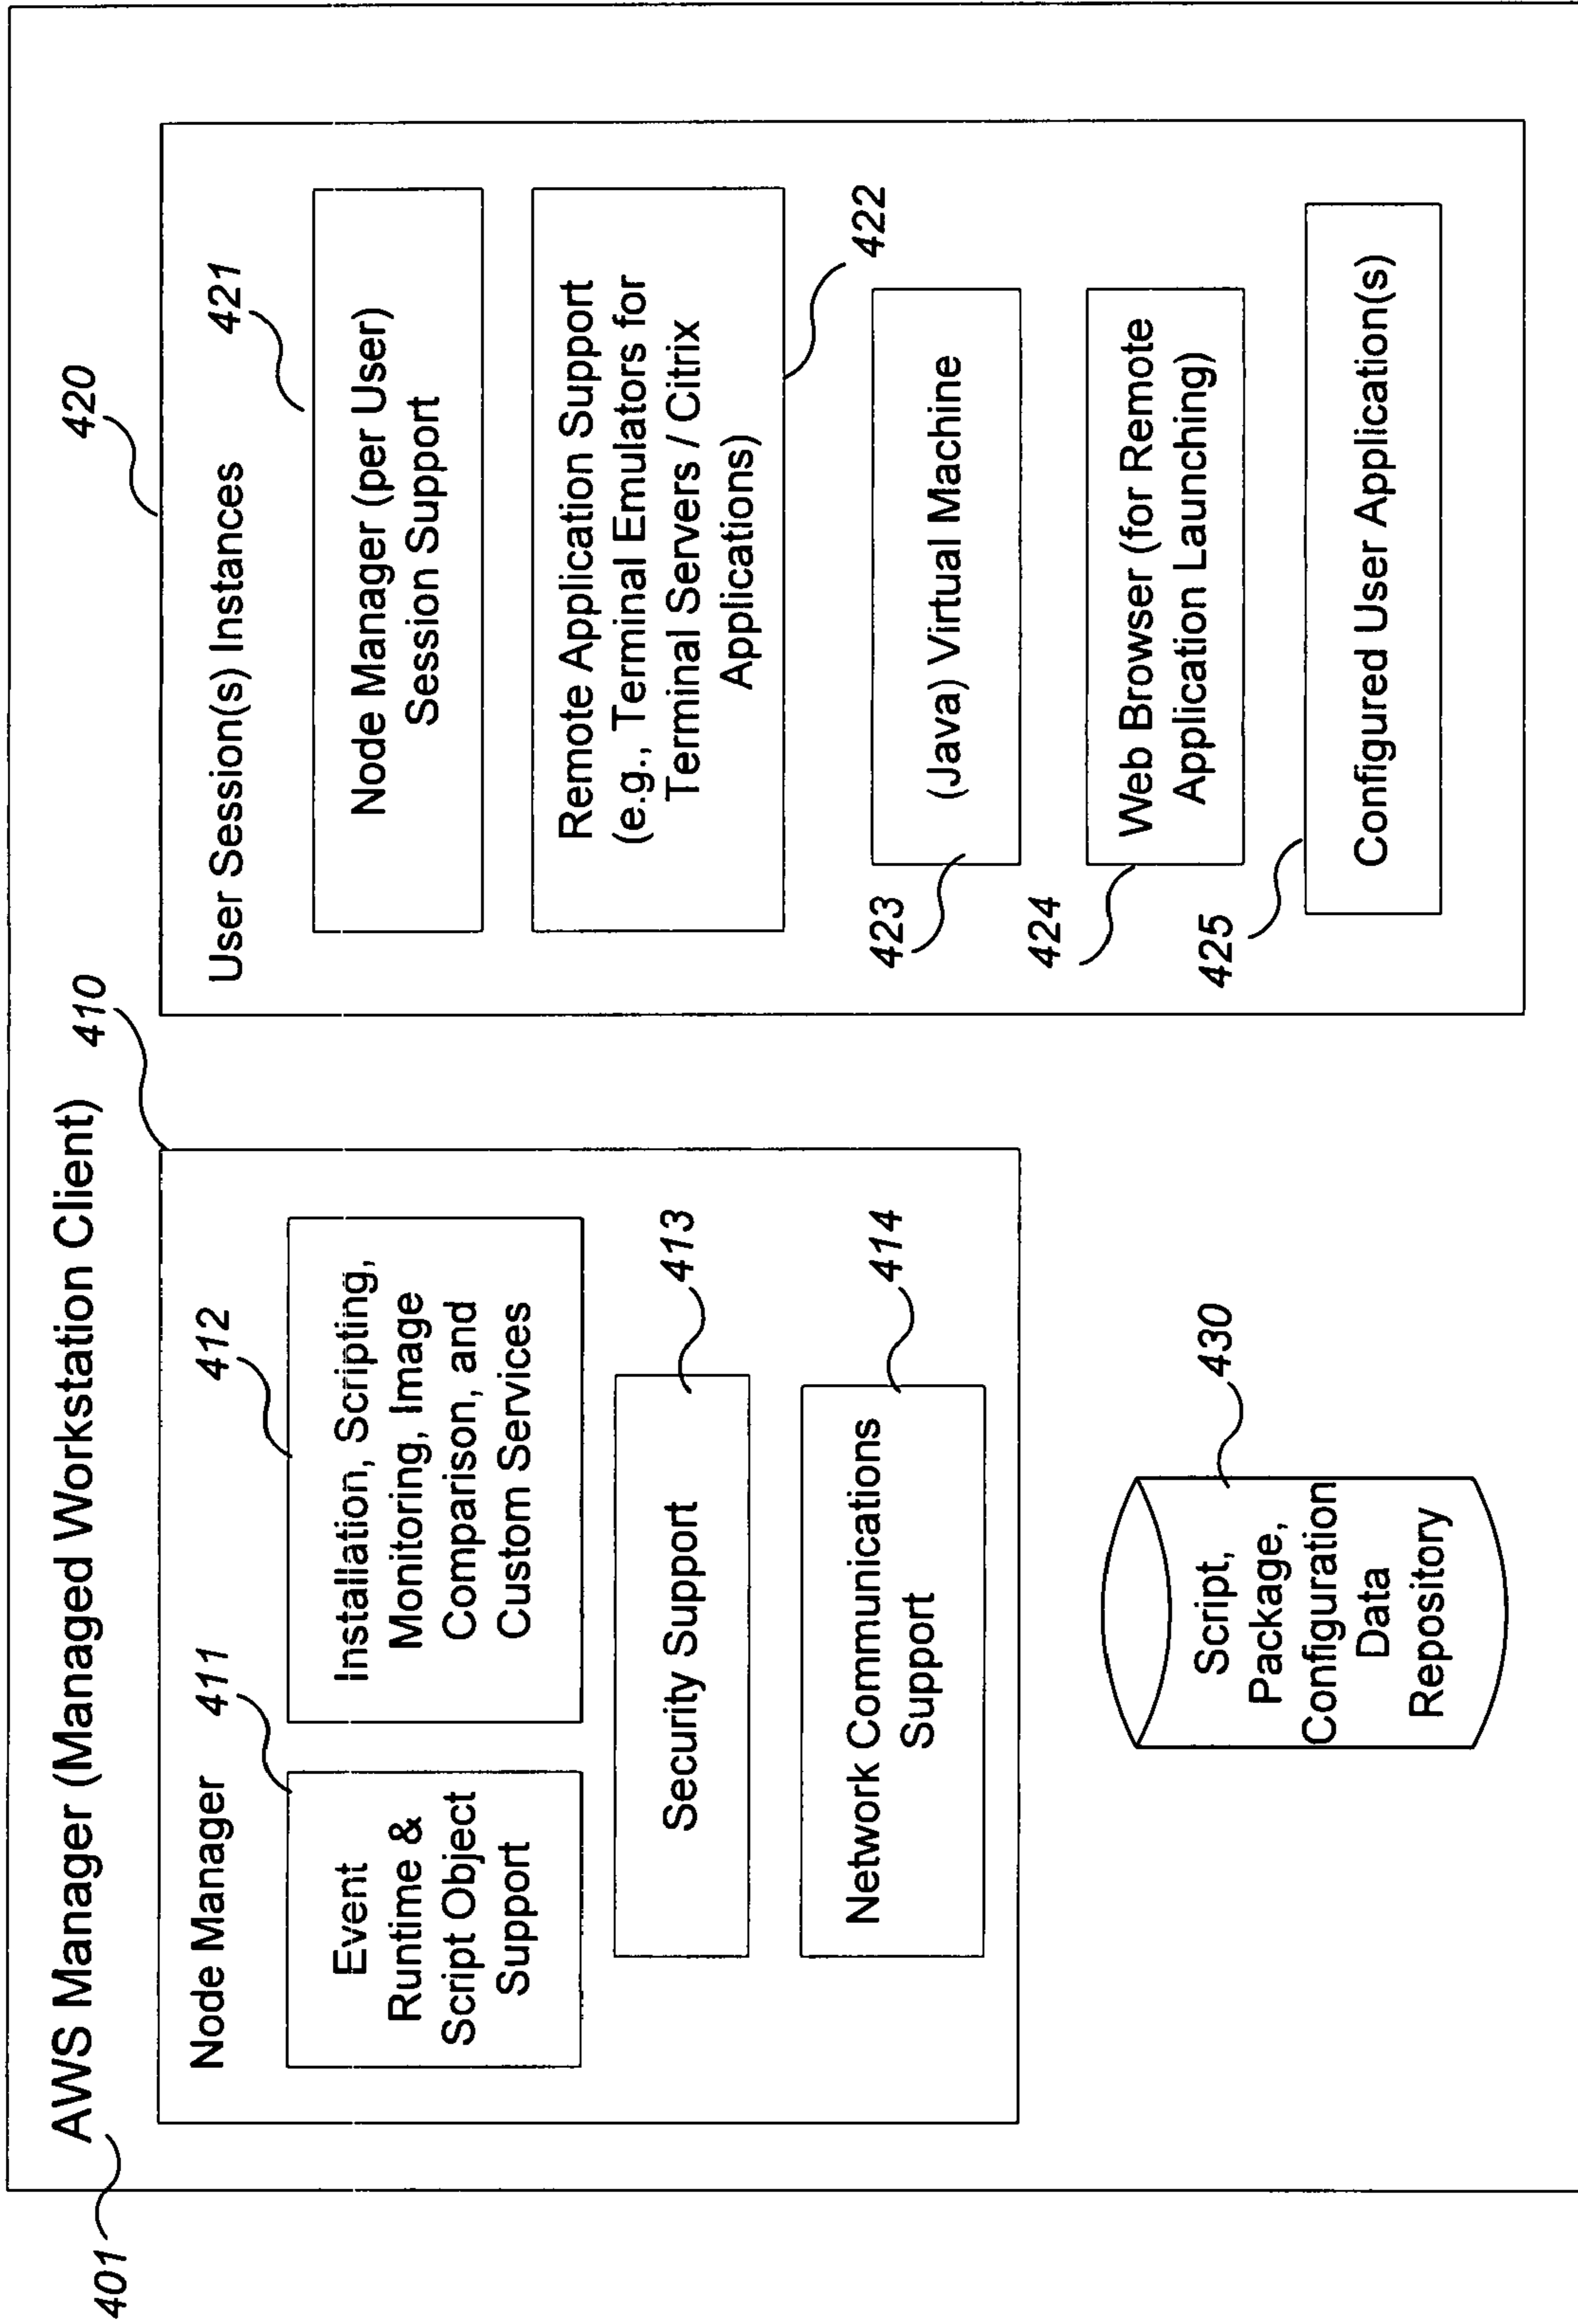 401
AWS Manager (Managed Workstation Client)
410
Node Manager
411
Event
Runtime &
Script Object
Support
412
Installation, Scripting,
Monitoring, Image
Comparison, and
Custom Services
413
Security Support
414
Network Communications
Support
430
Script,
Package,
Configuration
Data
Repository
420
User Session(s) Instances
421
Node Manager (per User)
Session Support
Remote Application Support
(e.g., Terminal Emulators for
Terminal Servers / Citrix
Applications)
422
423
(Java) Virtual Machine
424
Web Browser (for Remote
Application Launching)
425
Configured User Application(s)